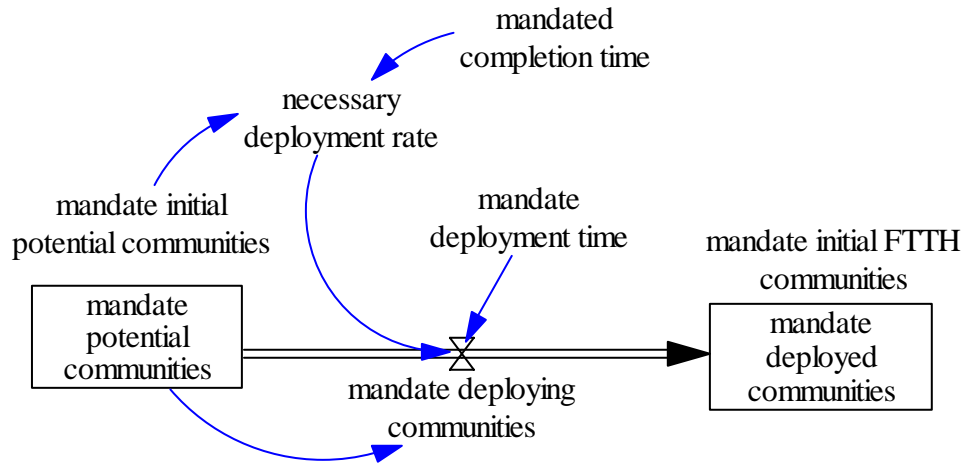 mandated
completion time
necessary
deployment rate
mandate initial
potential communities
mandate
deployment time
mandate initial FTTH
communities
mandate
potential
communities
mandate deploying
communities
mandate
deployed
communities